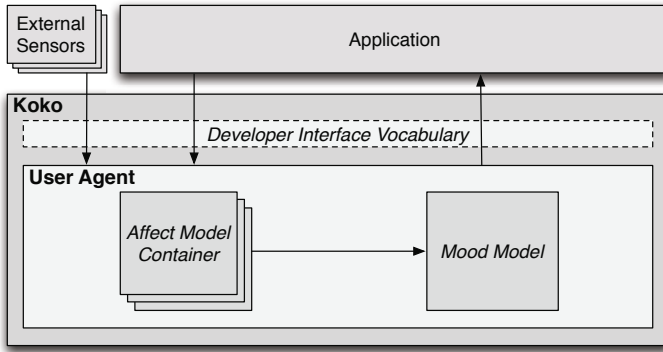 External
Sensors
Application
Koko
Developer Interface Vocabulary
User Agent
Affect Model
Container
Mood Model